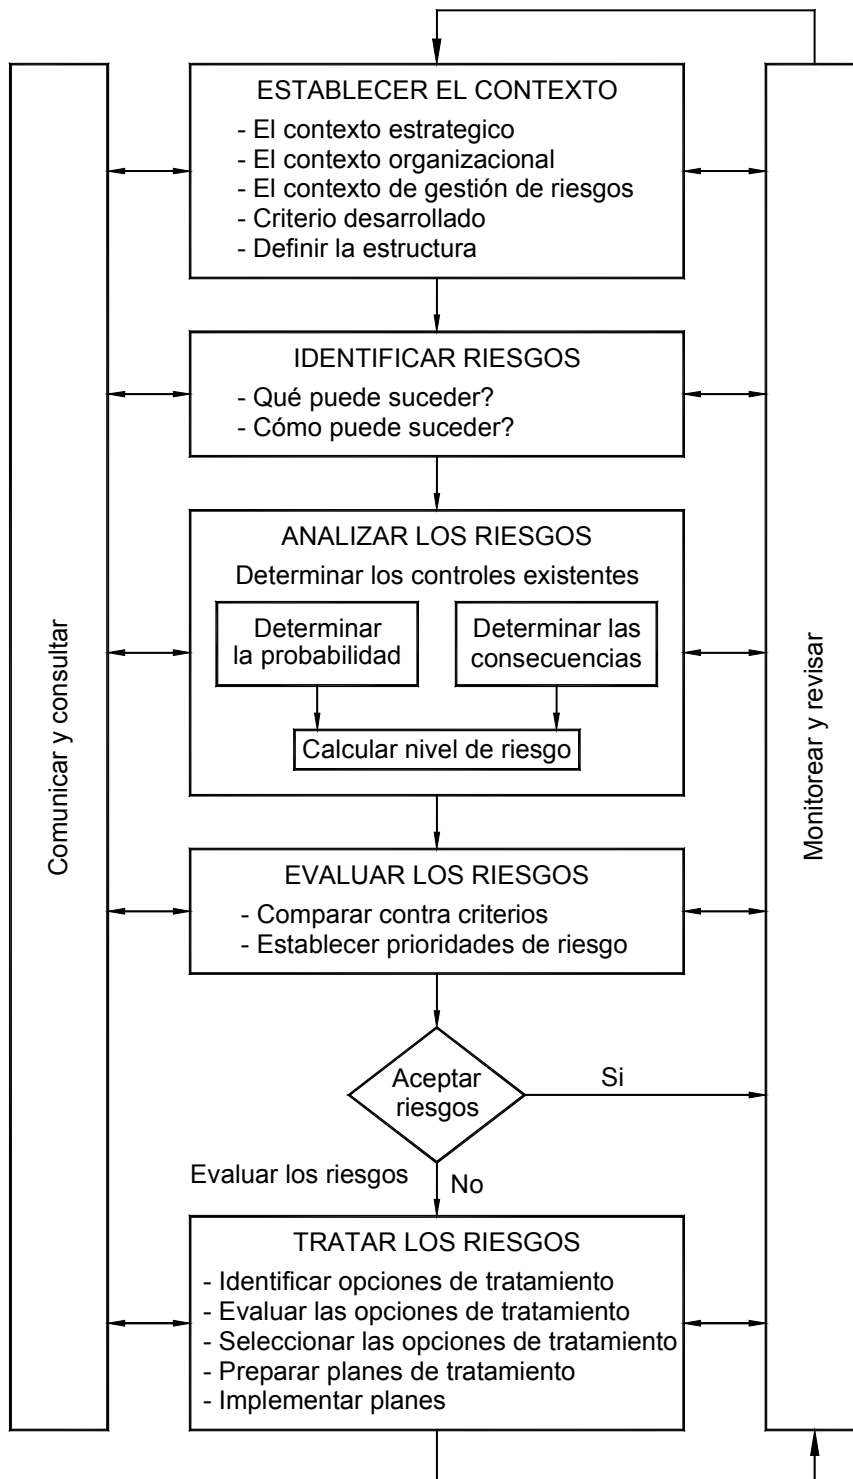 ESTABLECER EL CONTEXTO
- El contexto estrategico
- El contexto organizacional
- El contexto de gestión de riesgos
- Criterio desarrollado
- Definir la estructura
IDENTIFICAR RIESGOS
- Qué puede suceder?
- Cómo puede suceder?
ANALIZAR LOS RIESGOS
Determinar los controles existentes
Determinar
la probabilidad
Determinar las
consecuencias
Calcular nivel de riesgo
Comunicar y consultar
Monitorear y revisar
EVALUAR LOS RIESGOS
- Comparar contra criterios
- Establecer prioridades de riesgo
Aceptar
riesgos
Si
Evaluar los riesgos
No
TRATAR LOS RIESGOS
- Identificar opciones de tratamiento
- Evaluar las opciones de tratamiento
- Seleccionar las opciones de tratamiento
- Preparar planes de tratamiento
- Implementar planes